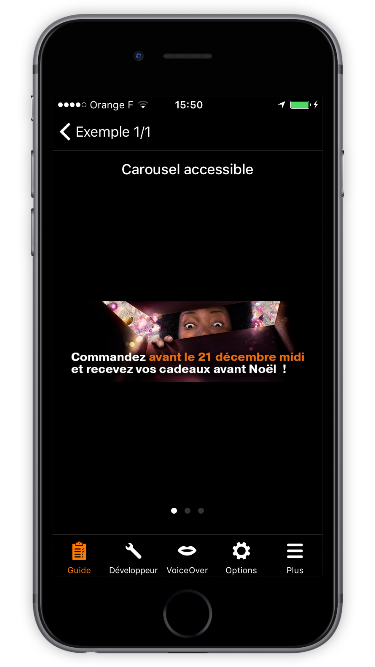 Orange F 15:50
Exemple 1/1
Carousel accessible
Commandez avant le 21 décembre midi
et recevez vos cadeaux avant Noël !
Guide Développeur VoiceOver Options Plus